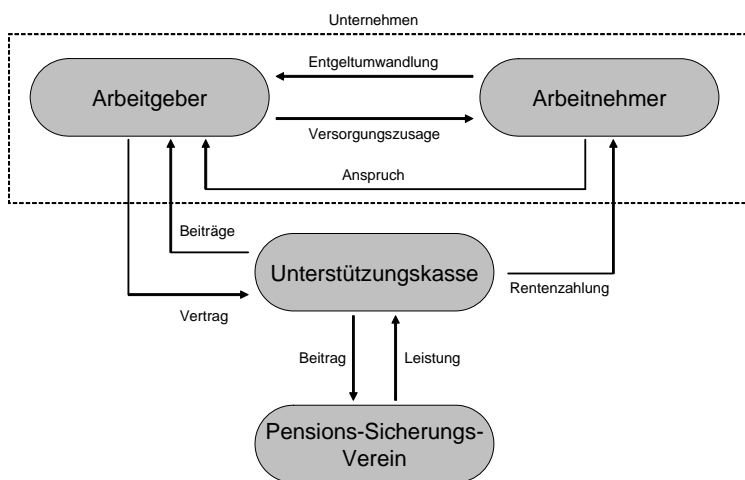 Unternehmen
Entgeltumwandlung
Arbeitgeber
Arbeitnehmer
Versorgungszusage
Anspruch
Beiträge
Unterstützungskasse
Rentenzahlung
Vertrag
Beitrag
Leistung
Pensions-Sicherungs-
Verein